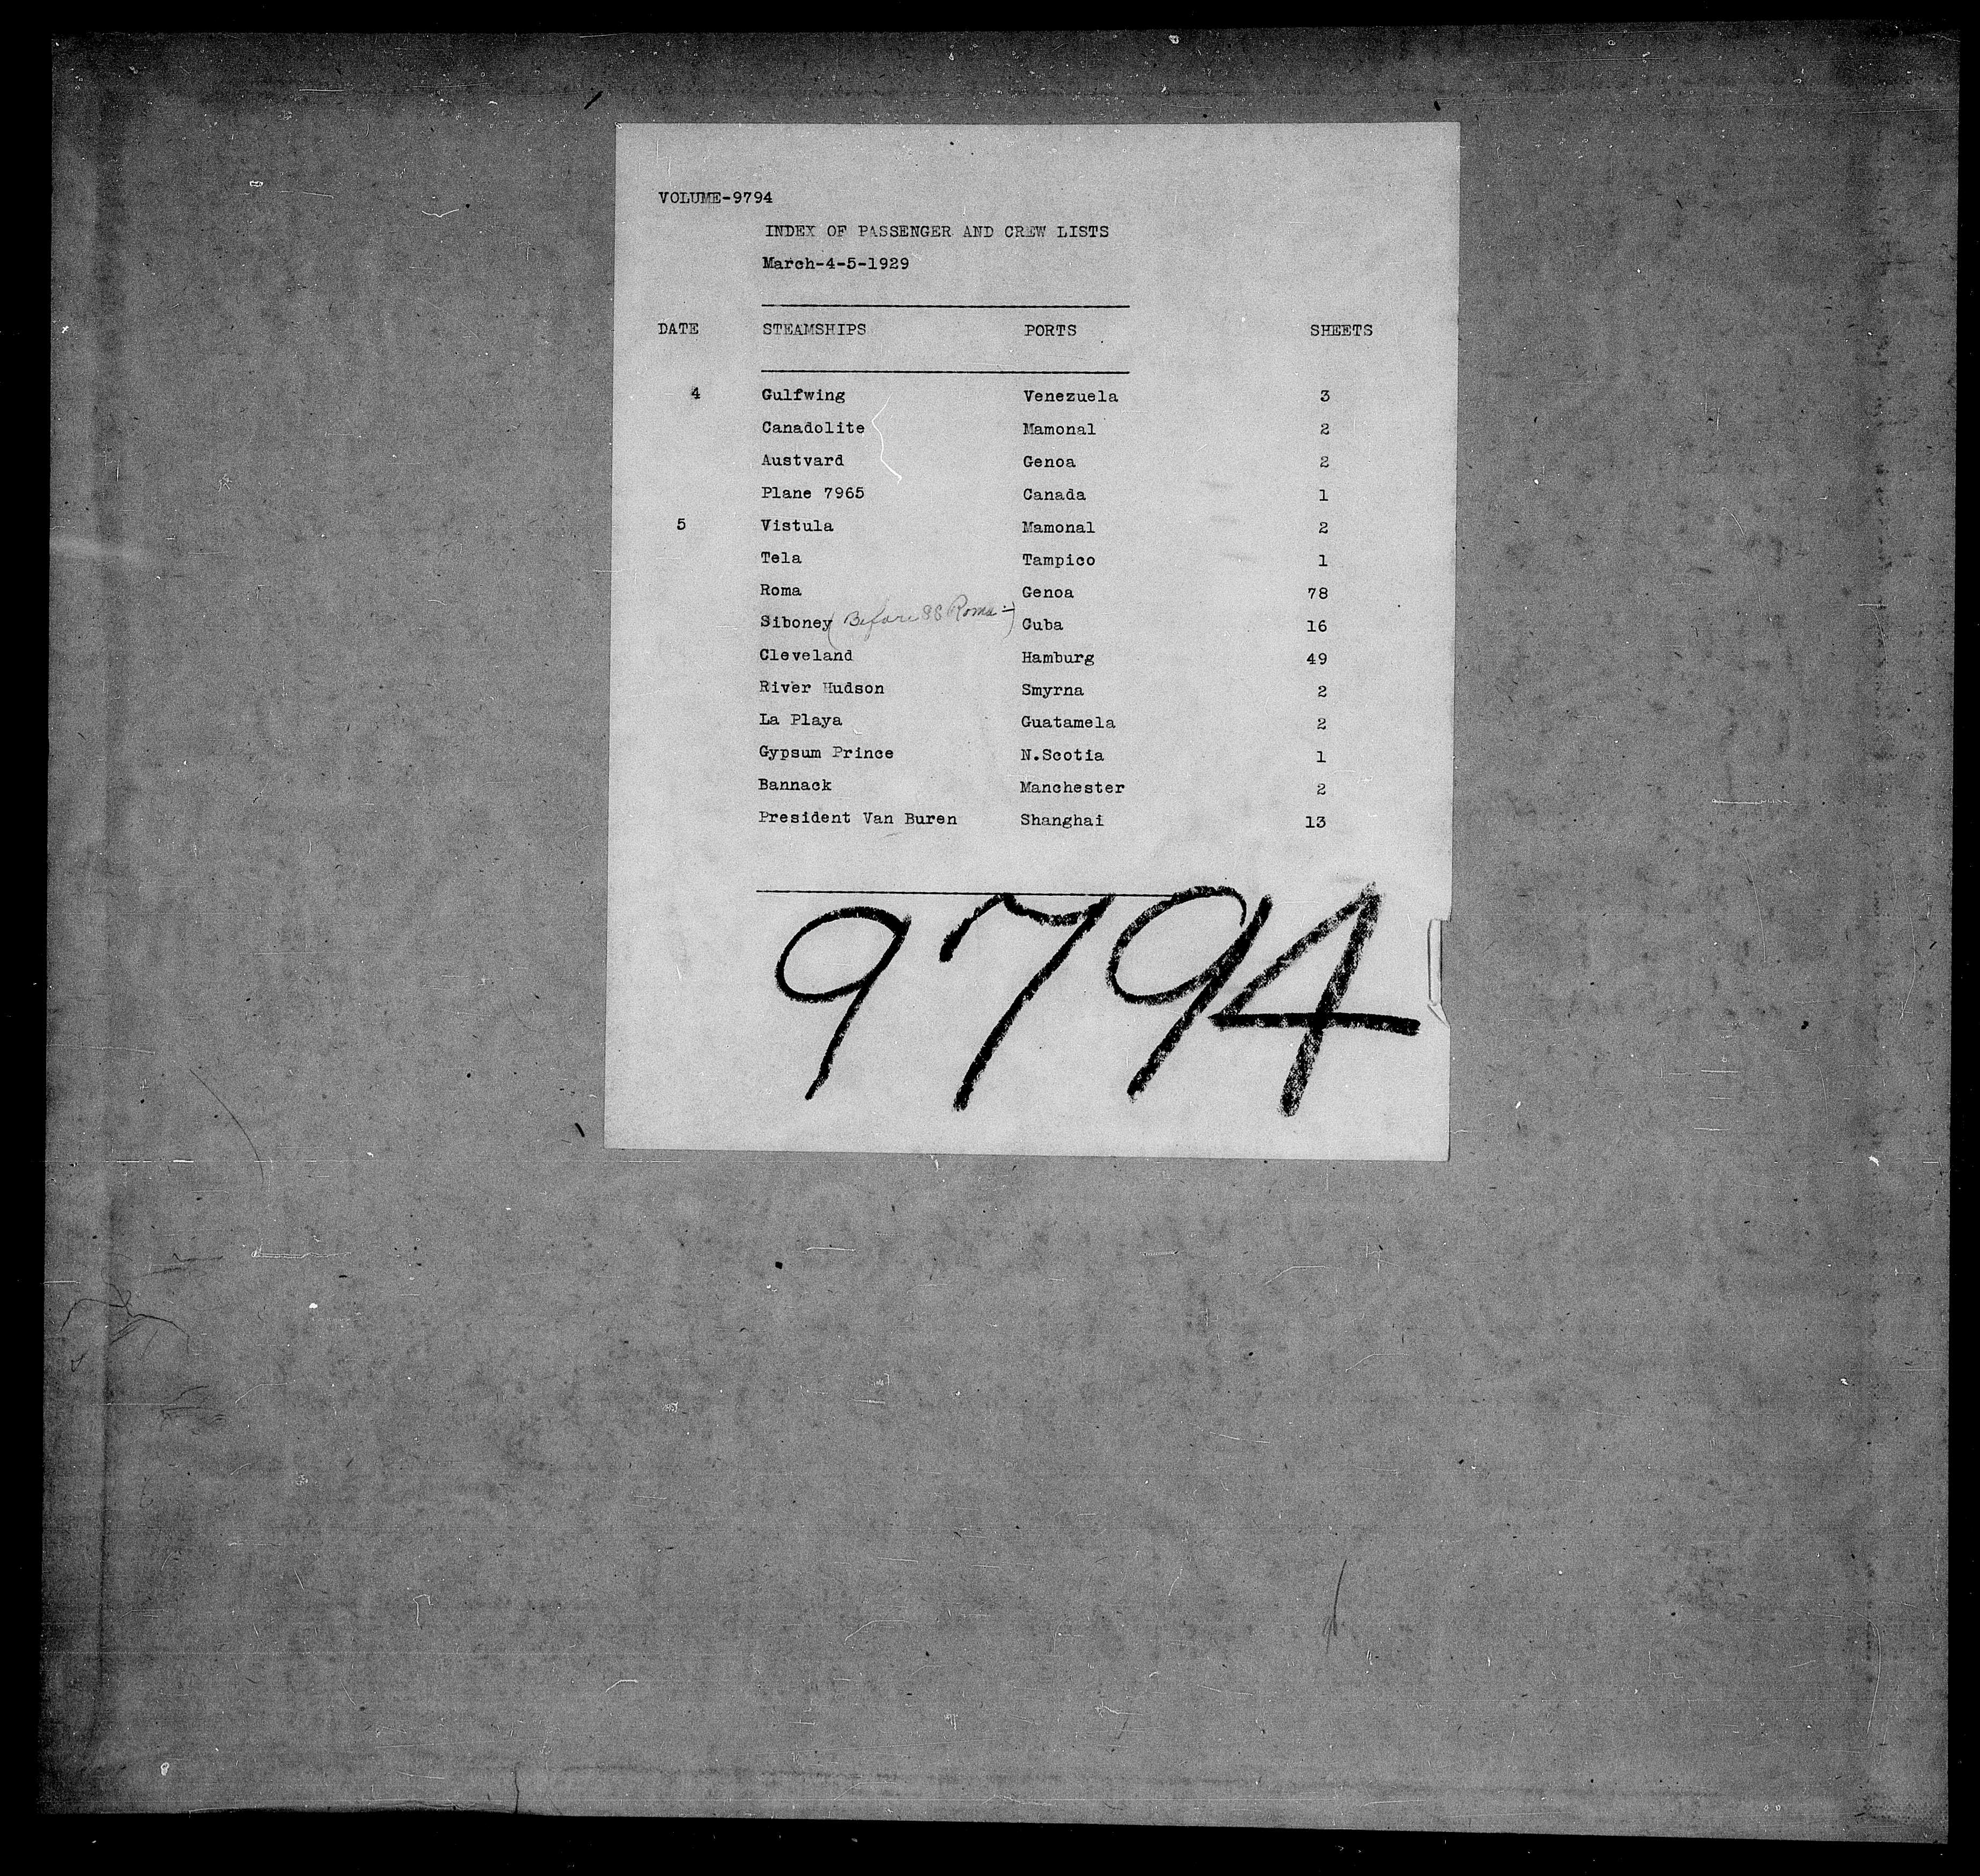 VOLUME-9794
INDEX OF PASSENGER AND CREW LISTS
March-4-5-1929
DATE STEAMSHIPS PORTS SHEETS
4 Gulfwing Venezuela 3
Canadolite Mamonal 2
Austvard Genoa 2
Plane 7965 Canada 1
5 Vistula Mamonal 2
Tela Tampico 1
Roma Genoa 78
Siboney (Before SS Roma-) Cuba 16
Cleveland Hamburg 49
River Hudson Smyrna 2
La Playa Guatamela 2
Gypsum Prince N.Scotia 1
Bannack Manchester 2
President Van Buren Shanghai 13
9794